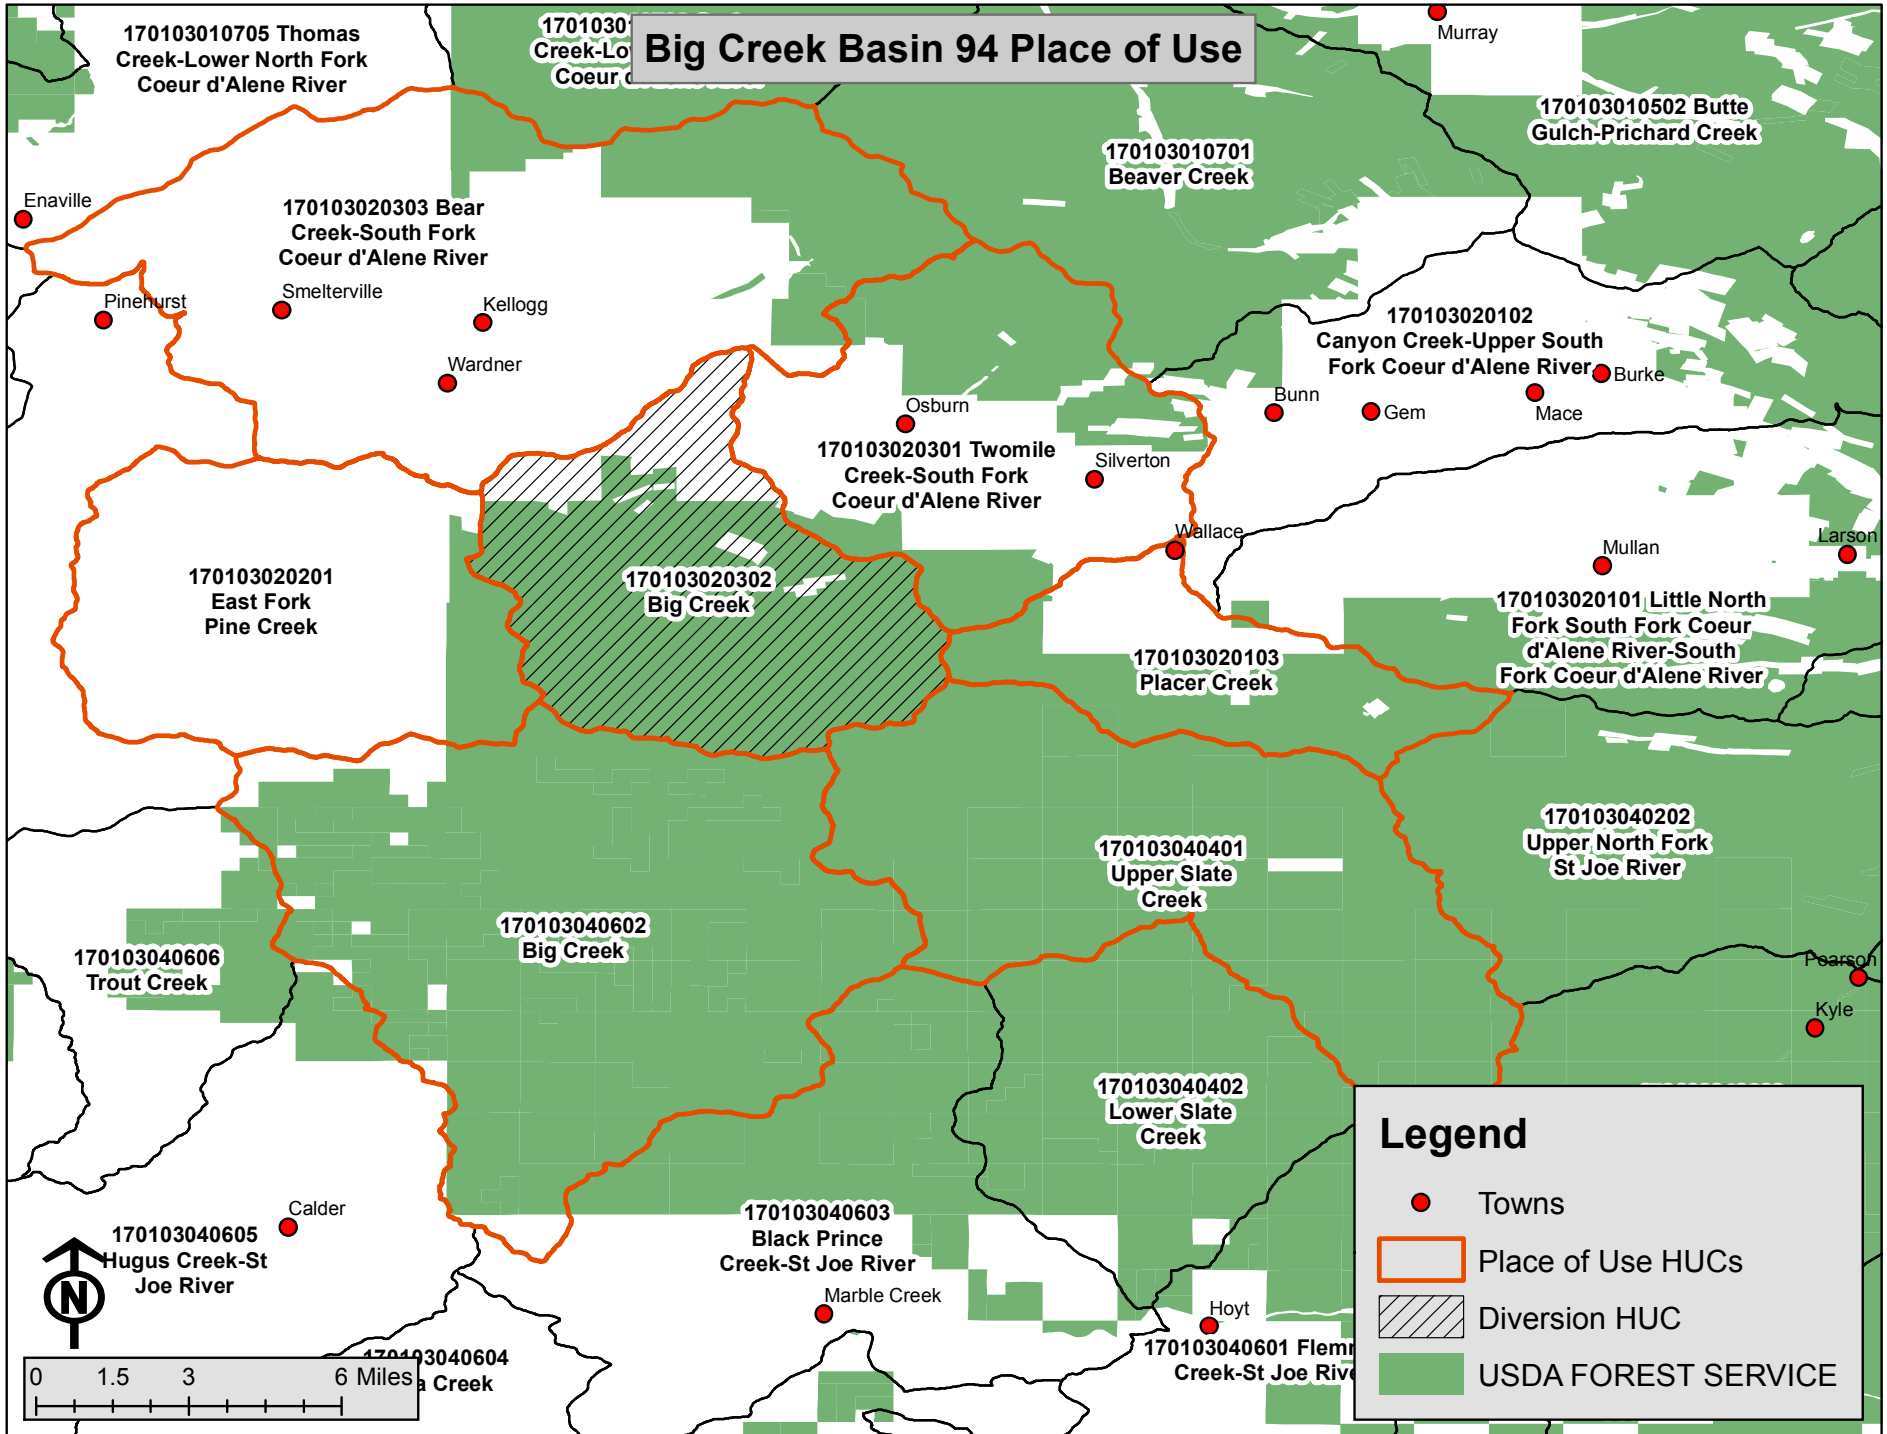 Big Creek Basin 94 Place of Use
170103010705 Thomas
Creek-Lower North Fork
Coeur d'Alene River
Murray
170103010502 Butte
Gulch-Prichard Creek
170103010701
Beaver Creek
Enaville
170103020303 Bear
Creek-South Fork
Coeur d'Alene River
Pinehurst
Smelterville
Kellogg
Wardner
170103020102
Canyon Creek-Upper South
Fork Coeur d'Alene River
Burke
Bunn
Gem
Mace
Osburn
170103020301 Twomile
Creek-South Fork
Coeur d'Alene River
Silverton
Wallace
Mullan
Larson
170103020201
East Fork
Pine Creek
170103020302
Big Creek
170103020101 Little North
Fork South Fork Coeur
d'Alene River-South
Fork Coeur d'Alene River
170103020103
Placer Creek
170103040202
Upper North Fork
St Joe River
170103040401
Upper Slate
Creek
170103040602
Big Creek
170103040606
Trout Creek
Pearson
Kyle
170103040402
Lower Slate
Creek
Calder
170103040605
Hugus Creek-St
Joe River
170103040603
Black Prince
Creek-St Joe River
Marble Creek
Hoyt
170103040601
Creek-St Joe
170103040604
Creek
N
0 1.5 3 6 Miles
Legend
Towns
Place of Use HUCs
Diversion HUC
USDA FOREST SERVICE